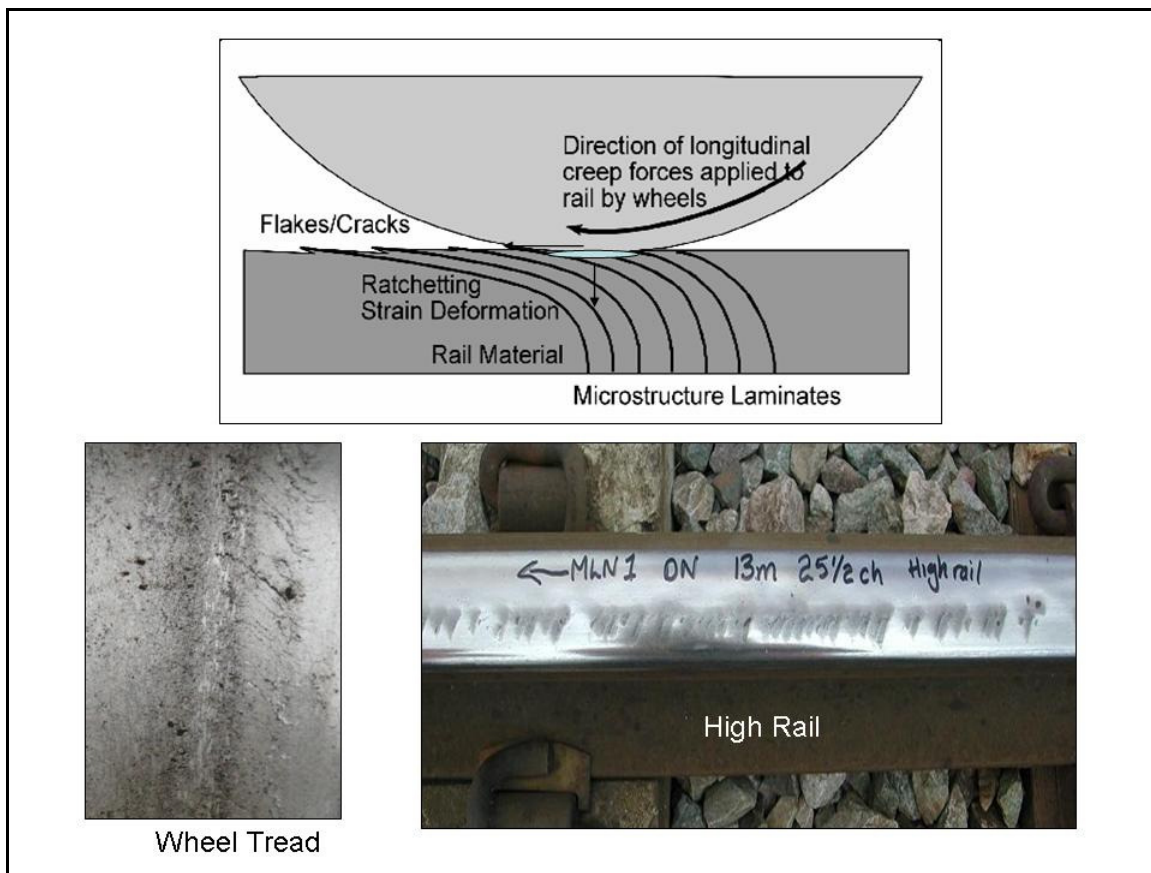 Direction of longitudinal
creep forces applied to
rail by wheels
Flakes/Cracks
Ratchetting
Strain Deformation
Rail Material
Microstructure Laminates
←MLN1 ON 13m 25½ch High rail
High Rail
Wheel Tread